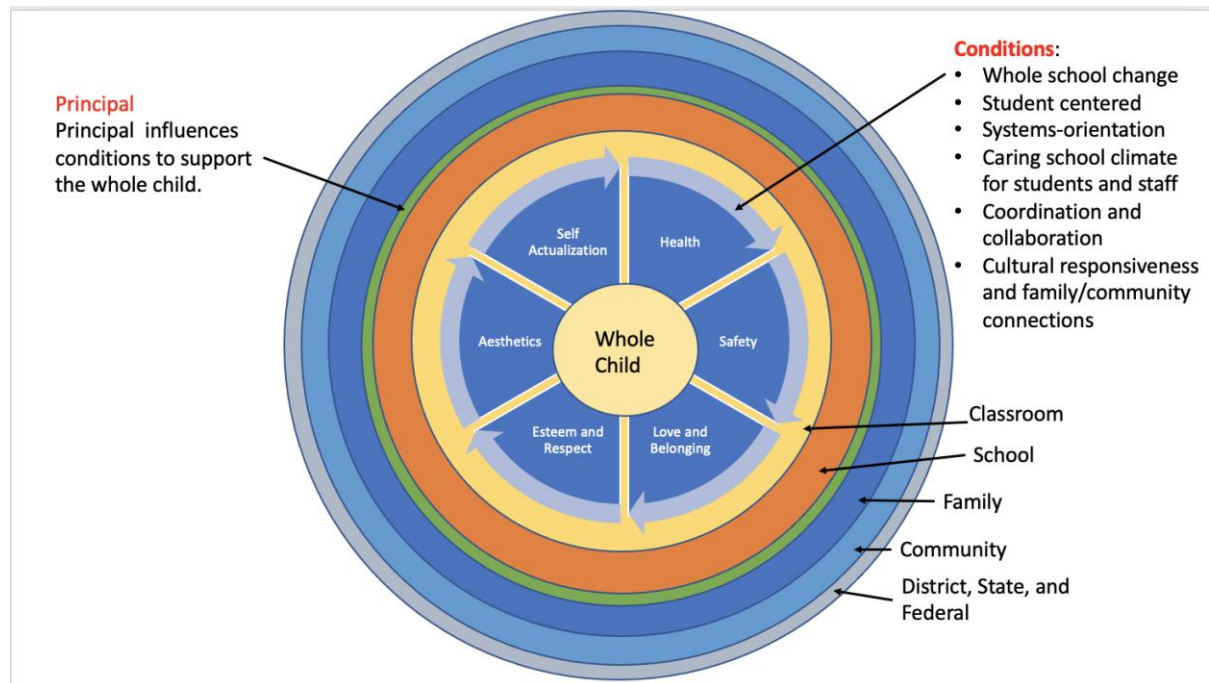 Principal
Principal influences
conditions to support
the whole child.
Conditions:
• Whole school change
• Student centered
• Systems-orientation
• Caring school climate
for students and staff
• Coordination and
collaboration
• Cultural responsiveness
and family/community
connections
Self
Actualization
Health
Aesthetics
Whole
Child
Safety
Esteem and
Respect
Love and
Belonging
Classroom
School
Family
Community
District, State, and
Federal